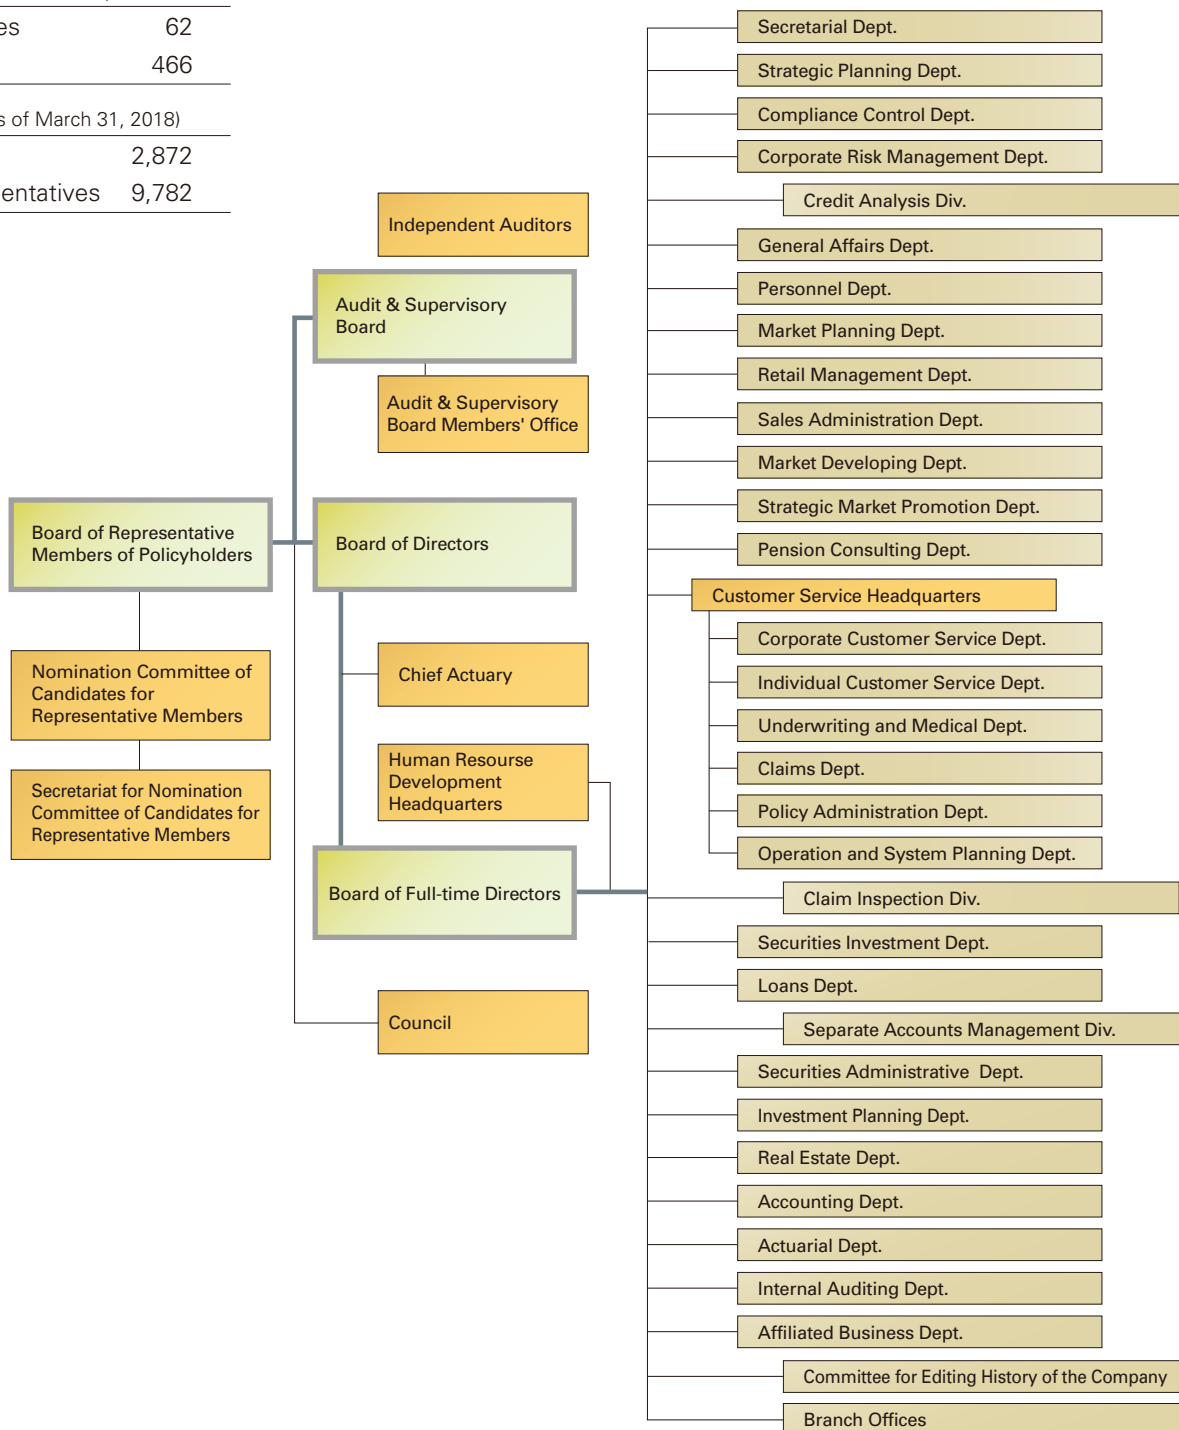 es 62
466
s of March 31, 2018)
2,872
entatives 9,782
Independent Auditors
Audit & Supervisory
Board
Audit & Supervisory
Board Members' Office
Board of Representative
Members of Policyholders
Board of Directors
Nomination Committee of
Candidates for
Representative Members
Chief Actuary
Secretariat for Nomination
Committee of Candidates for
Representative Members
Human Resourse
Development
Headquarters
Board of Full-time Directors
Council
Secretarial Dept.
Strategic Planning Dept.
Compliance Control Dept.
Corporate Risk Management Dept.
Credit Analysis Div.
General Affairs Dept.
Personnel Dept.
Market Planning Dept.
Retail Management Dept.
Sales Administration Dept.
Market Developing Dept.
Strategic Market Promotion Dept.
Pension Consulting Dept.
Customer Service Headquarters
Corporate Customer Service Dept.
Individual Customer Service Dept.
Underwriting and Medical Dept.
Claims Dept.
Policy Administration Dept.
Operation and System Planning Dept.
Claim Inspection Div.
Securities Investment Dept.
Loans Dept.
Separate Accounts Management Div.
Securities Administrative Dept.
Investment Planning Dept.
Real Estate Dept.
Accounting Dept.
Actuarial Dept.
Internal Auditing Dept.
Affiliated Business Dept.
Committee for Editing History of the Company
Branch Offices